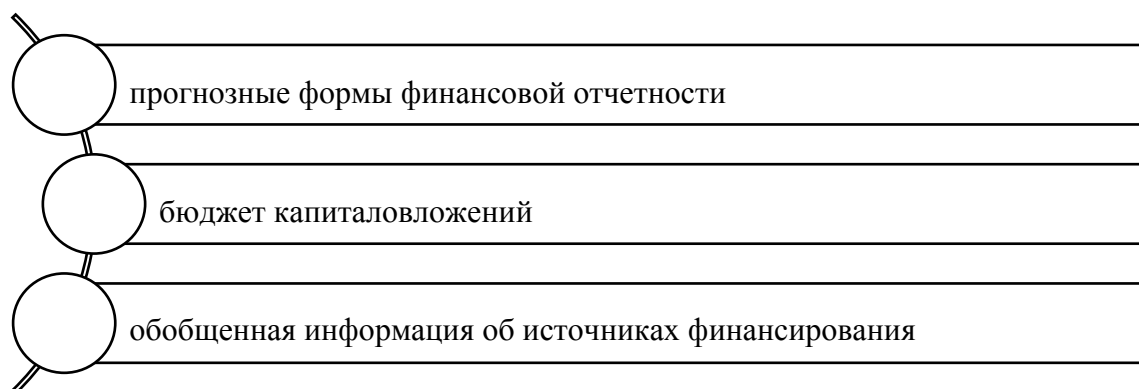 прогнозные формы финансовой отчетности
бюджет капиталовложений
обобщенная информация об источниках финансирования